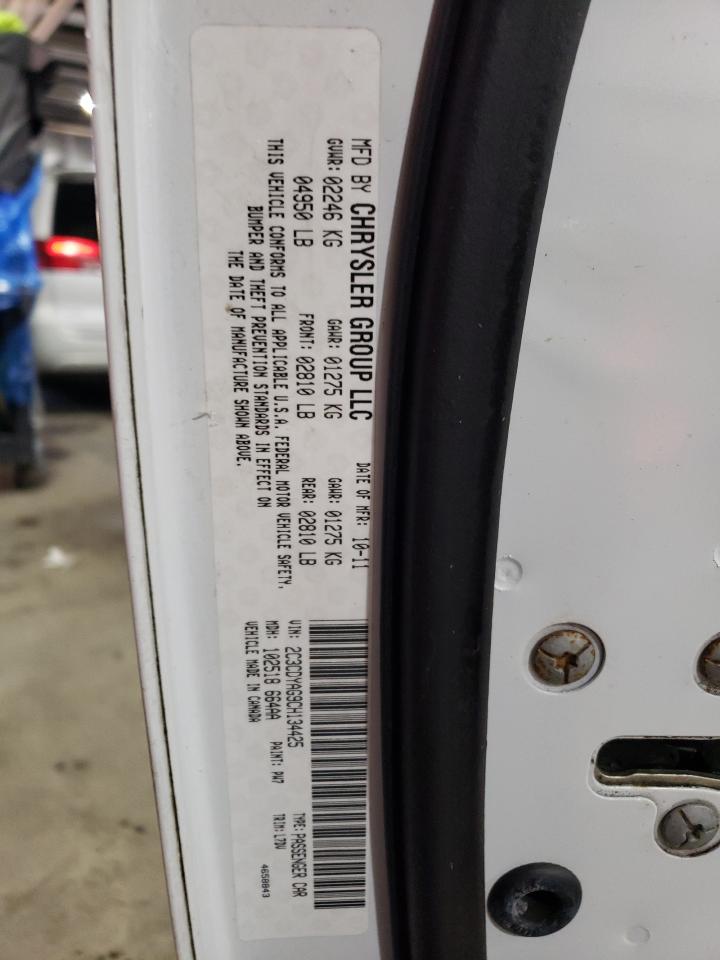 MFD BY CHRYSLER GROUP LLC DATE OF MFR: 10-11
GVWR: 02246 KG GAWR: 01275 KG GAWR: 01275 KG
04950 LB FRONT: 02810 LB REAR: 02810 LB
THIS VEHICLE CONFORMS TO ALL APPLICABLE U.S.A. FEDERAL MOTOR VEHICLE SAFETY,
BUMPER AND THEFT PREVENTION STANDARDS IN EFFECT ON
THE DATE OF MANUFACTURE SHOWN ABOVE.
VIN: 2C3CDYAG9CH134425 TYPE: PASSENGER CAR
MDH: 102518 664AA PAINT: PW7 TRIM: L7DV
VEHICLE MADE IN CANADA 4658843